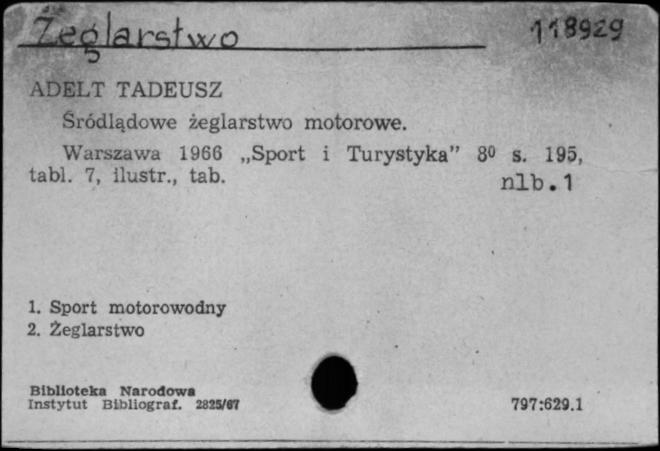 Żeglarstwo 118929
ADELT TADEUSZ
Śródlądowe żeglarstwo motorowe.
Warszawa 1966 „Sport i Turystyka” 8⁰ s. 195,
tabl. 7, ilustr., tab. nlb.1
1. Sport motorowodny
2. Żeglarstwo
Biblioteka Narodowa
Instytut Bibliograf. 2825/67 797:629.1